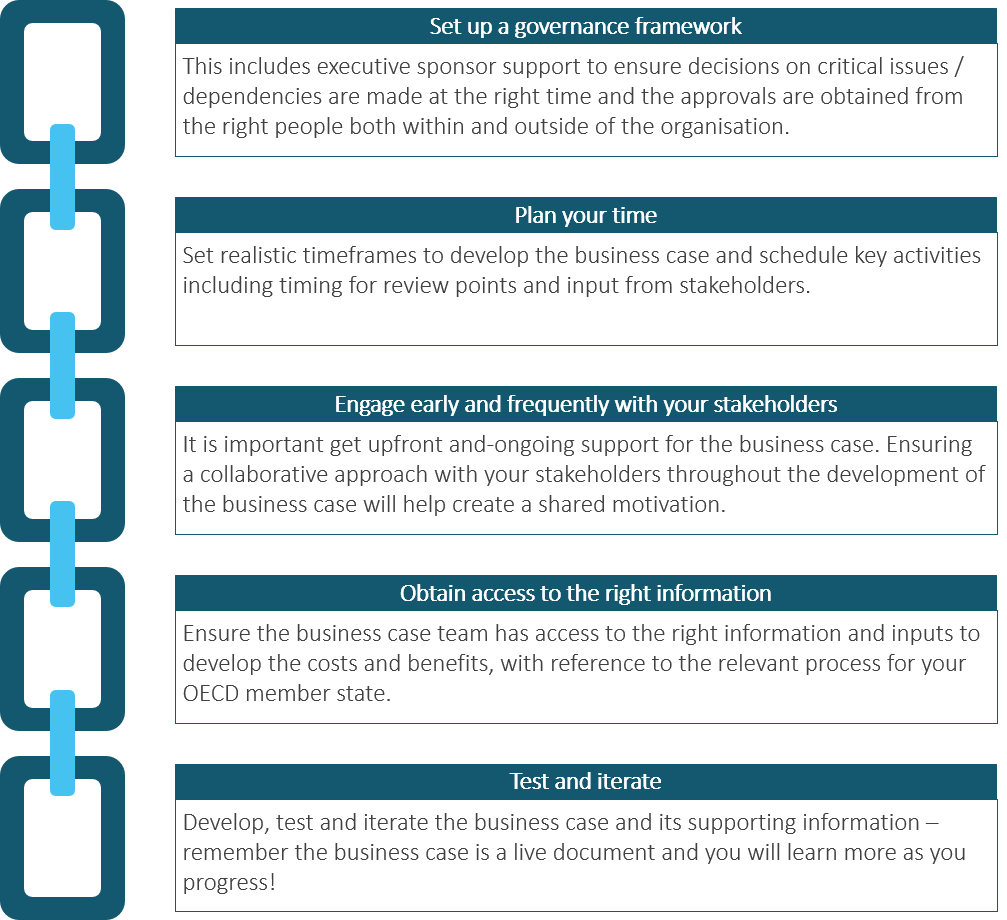 Set up a governance framework
This includes executive sponsor support to ensure decisions on critical issues /
dependencies are made at the right time and the approvals are obtained from
the right people both within and outside of the organisation.
Plan your time
Set realistic timeframes to develop the business case and schedule key activities
including timing for review points and input from stakeholders.
Engage early and frequently with your stakeholders
It is important get upfront and-ongoing support for the business case. Ensuring
a collaborative approach with your stakeholders throughout the development of
the business case will help create a shared motivation.
Obtain access to the right information
Ensure the business case team has access to the right information and inputs to
develop the costs and benefits, with reference to the relevant process for your
OECD member state.
Test and iterate
Develop, test and iterate the business case and its supporting information –
remember the business case is a live document and you will learn more as you
progress!